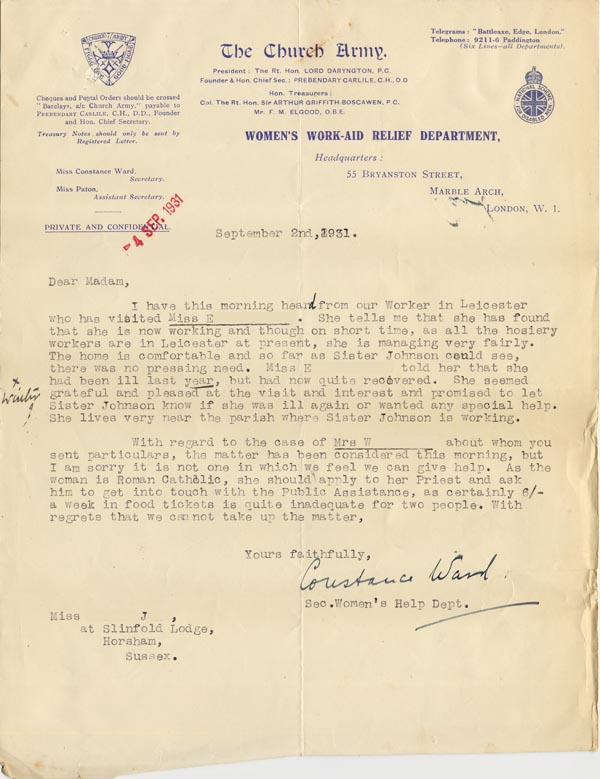 CHURCH ARMY
Telegrams: "Battleaxe, Edge, London."
Telephone: 9211-6 Paddington
(Six Lines—all Departments).
The Church Army.
President: The Rt. Hon. LORD DARYNGTON, P.C.
Founder & Hon. Chief Sec.: PREBENDARY CARLILE, C.H., D.D
Hon. Treasurers:
Col. The Rt. Hon. Sir ARTHUR GRIFFITH-BOSCAWEN, P.C.
Mr. F. M. ELGOOD, O.B.E.
Cheques and Postal Orders should be crossed
"Barclays, a/c Church Army," payable to
PREBENDARY CARLILE, C.H., D.D., Founder
and Hon. Chief Secretary.
Treasury Notes should only be sent by
Registered Letter.
NATIONAL SCHEME
FOR DISABLED MEN
WOMEN'S WORK-AID RELIEF DEPARTMENT,
Headquarters:
55 BRYANSTON STREET,
MARBLE ARCH,
LONDON, W. 1.
Miss Constance Ward,
Secretary.
Miss Paton,
Assistant Secretary.
PRIVATE AND CONFIDENTIAL
4 SEP. 1931
September 2nd, 1931.
Dear Madam,
I have this morning heard from our Worker in Leicester
who has visited Miss E . She tells me that she has found
that she is now working and though on short time, as all the hosiery
workers are in Leicester at present, she is managing very fairly.
The home is comfortable and so far as Sister Johnson could see,
there was no pressing need. Miss E told her that she
had been ill last year, but had now quite recovered. She seemed
grateful and pleased at the visit and interest and promised to let
Sister Johnson know if she was ill again or wanted any special help.
She lives very near the parish where Sister Johnson is working.
x winter !
With regard to the case of Mrs W about whom you
sent particulars, the matter has been considered this morning, but
I am sorry it is not one in which we feel we can give help. As the
woman is Roman Catholic, she should apply to her Priest and ask
him to get into touch with the Public Assistance, as certainly 6/-
a week in food tickets is quite inadequate for two people. With
regrets that we cannot take up the matter,
Yours faithfully,
Constance Ward.
Sec.Women's Help Dept.
Miss J ,
at Slinfold Lodge,
Horsham,
Sussex.